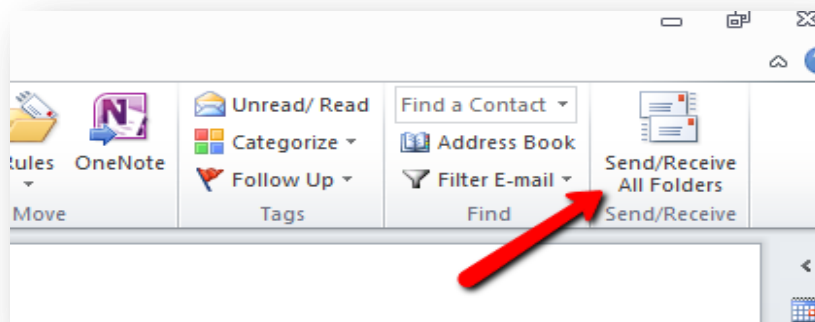 Unread/ Read
Find a Contact
Categorize
Address Book
Rules
OneNote
Follow Up
Filter E-mail
Send/Receive
All Folders
Move
Tags
Find
Send/Receive